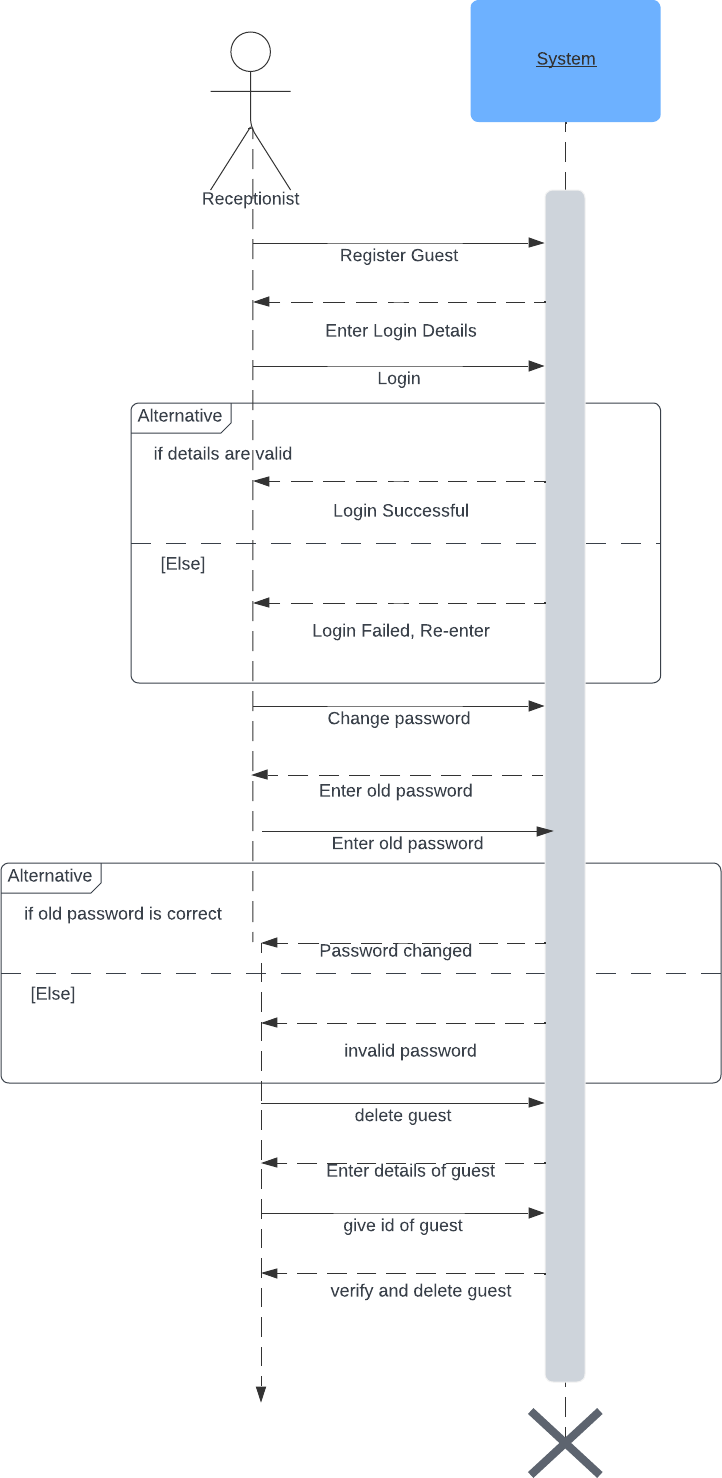 System
Receptionist
Register Guest
Enter Login Details
Login
Alternative
if details are valid
Login Successful
[Else]
Login Failed, Re-enter
Change password
Enter old password
Enter old password
Alternative
if old password is correct
Password changed
[Else]
invalid password
delete guest
Enter details of guest
give id of guest
verify and delete guest